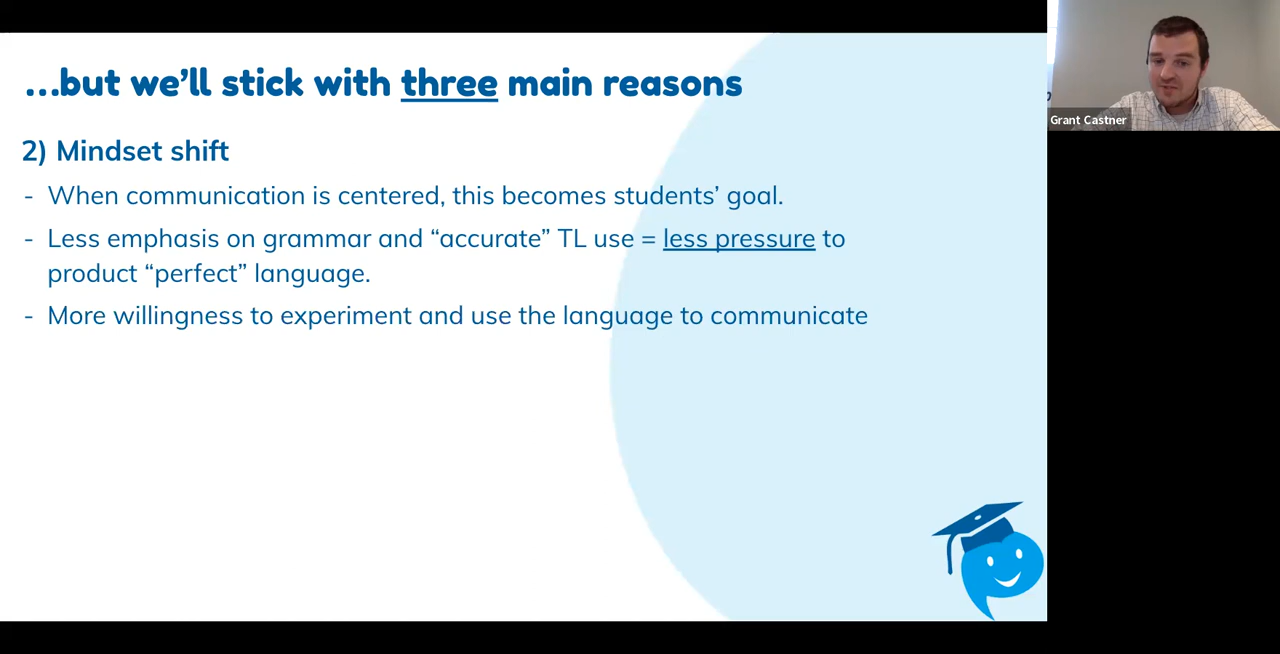 ...but we'll stick with three main reasons
2) Mindset shift
- When communication is centered, this becomes students' goal.
- Less emphasis on grammar and “accurate” TL use = less pressure to
product “perfect” language.
- More willingness to experiment and use the language to communicate
Grant Castner